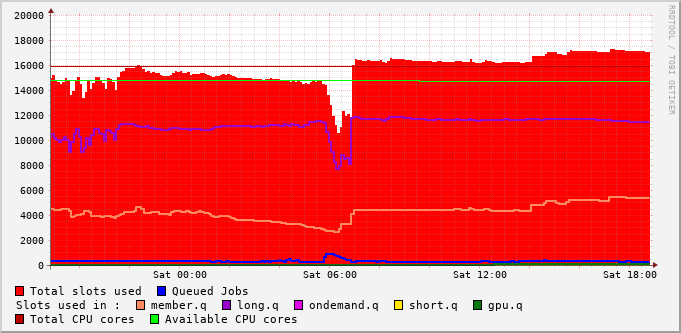 20000
18000
16000
14000
12000
10000
8000
6000
4000
2000
0
Sat 00:00 Sat 06:00 Sat 12:00 Sat 18:00
RRDTOOL / TOBI OETIKER
Total slots used Queued Jobs
Slots used in : member.q long.q ondemand.q short.q gpu.q
Total CPU cores Available CPU cores